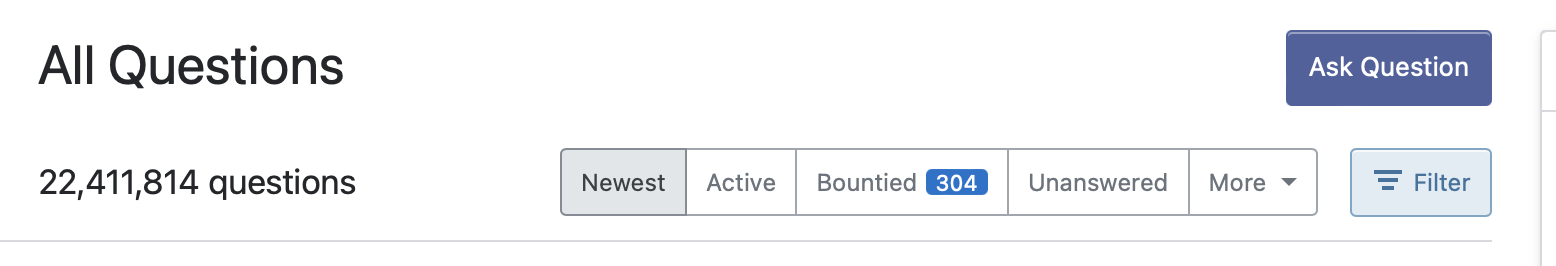 All Questions
Ask Question
22,411,814 questions
Newest Active Bountied 304 Unanswered More Filter